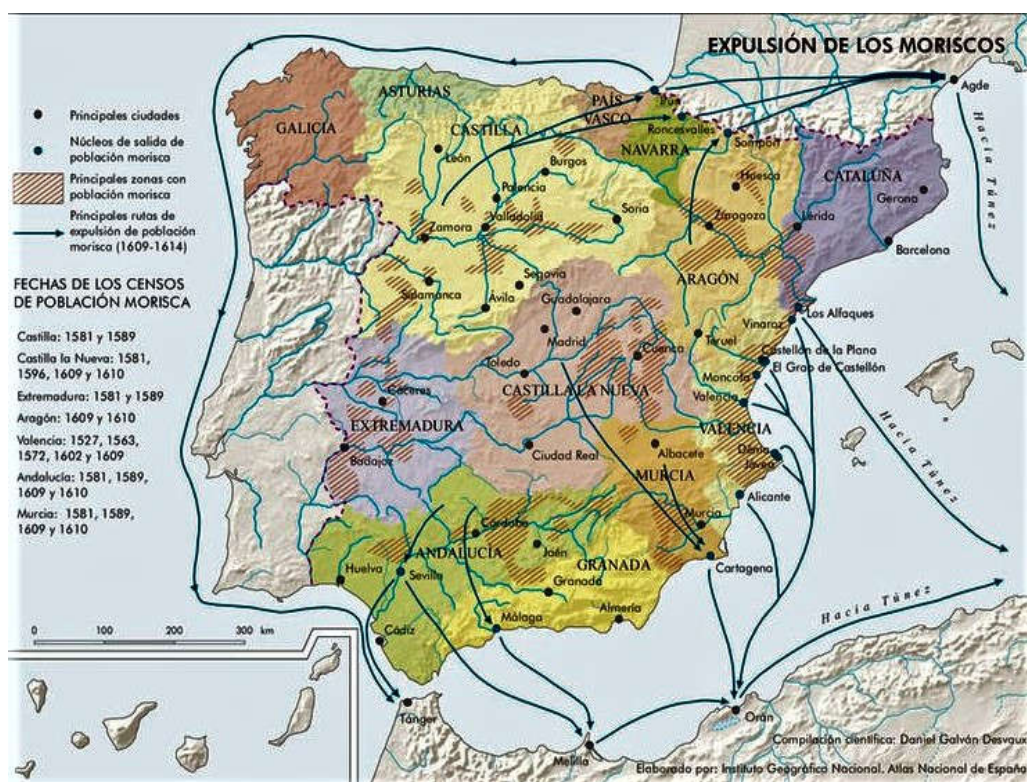 EXPULSIÓN DE LOS MORISCOS
Principales ciudades
Núcleos de salida de
población morisca
Principales zonas con
población morisca
Principales rutas de
expulsión de población
morisca (1609-1614)
FECHAS DE LOS CENSOS
DE POBLACIÓN MORISCA
Castilla: 1581 y 1589
Castilla la Nueva: 1581,
1596, 1609 y 1610
Extremadura: 1581 y 1589
Aragón: 1609 y 1610
Valencia: 1527, 1563,
1572, 1602 y 1609
Andalucía: 1581, 1589,
1609 y 1610
Murcia: 1581, 1589,
1609 y 1610
0 100 200 300 km
Agde
Hacia Túnez
ASTURIAS
GALICIA
CASTILLA
PAÍS
VASCO
Irún
Roncesvalles
NAVARRA
Somport
León
Burgos
Huesca
CATALUÑA
Gerona
Palencia
Soria
Zaragoza
Lérida
Valladolid
Zamora
Barcelona
Segovia
ARAGÓN
Salamanca
Ávila
Guadalajara
Los Alfaques
Vinaroz
Madrid
Teruel
Cuenca
Castellón de la Plana
El Grao de Castellón
Toledo
Moncofa
CASTILLA LA NUEVA
Cáceres
Valencia
EXTREMADURA
VALENCIA
Hacia Túnez
Badajoz
Ciudad Real
Albacete
Denia
Jávea
MURCIA
Alicante
Córdoba
Murcia
ANDALUCÍA
Jaén
GRANADA
Cartagena
Huelva
Sevilla
Granada
Hacia Túnez
Almería
Málaga
Cádiz
Tánger
Orán
Melilla
Compilación científica: Daniel Galván Desvaux
Elaborado por: Instituto Geográfico Nacional. Atlas Nacional de España